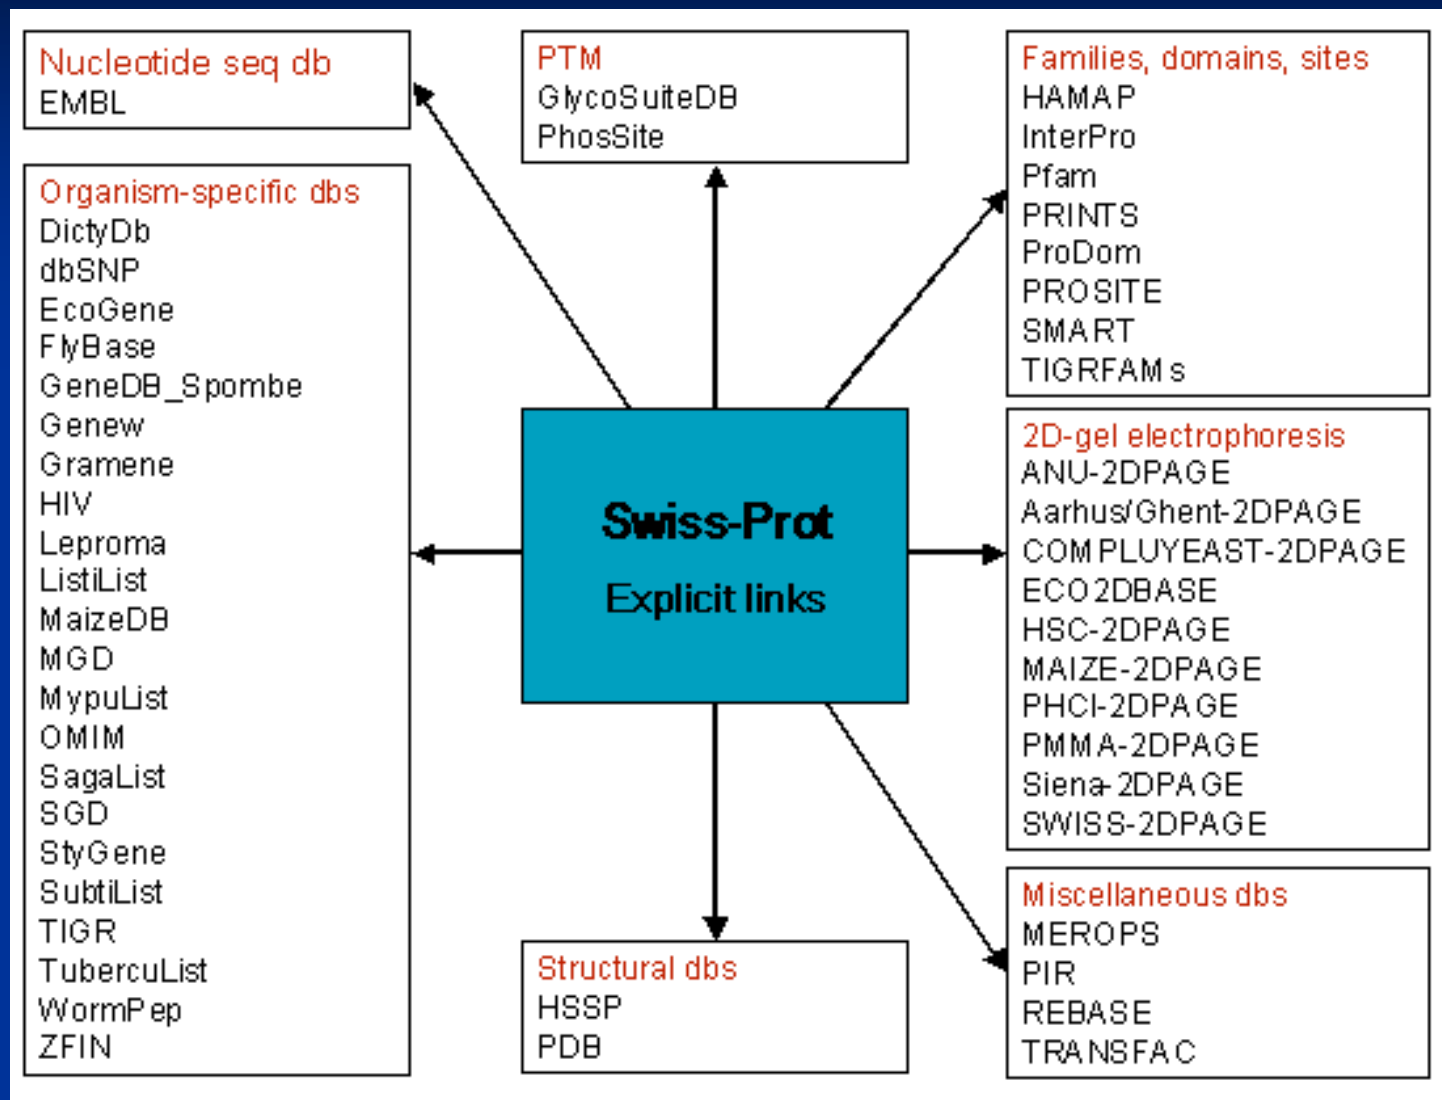 Nucleotide seq db
EMBL
PTM
GlycoSuiteDB
PhosSite
Families, domains, sites
HAMAP
InterPro
Pfam
PRINTS
ProDom
PROSITE
SMART
TIGRFAMs
Organism-specific dbs
DictyDb
dbSNP
EcoGene
FlyBase
GeneDB_Spombe
Genew
Gramene
HIV
Leproma
ListiList
MaizeDB
MGD
MypuList
OMIM
SagaList
SGD
StyGene
SubtiList
TIGR
TubercuList
WormPep
ZFIN
Swiss-Prot
Explicit links
2D-gel electrophoresis
ANU-2DPAGE
Aarhus/Ghent-2DPAGE
COMPLUYEAST-2DPAGE
ECO2DBASE
HSC-2DPAGE
MAIZE-2DPAGE
PHCI-2DPAGE
PMMA-2DPAGE
Siena-2DPAGE
SWISS-2DPAGE
Structural dbs
HSSP
PDB
Miscellaneous dbs
MEROPS
PIR
REBASE
TRANSFAC